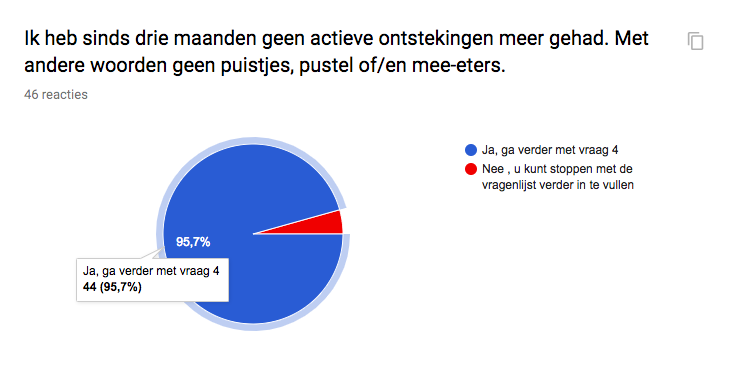 Ik heb sinds drie maanden geen actieve ontstekingen meer gehad. Met
andere woorden geen puistjes, pustel of/en mee-eters.
46 reacties
Ja, ga verder met vraag 4
Nee , u kunt stoppen met de
vragenlijst verder in te vullen
95,7%
Ja, ga verder met vraag 4
44 (95,7%)